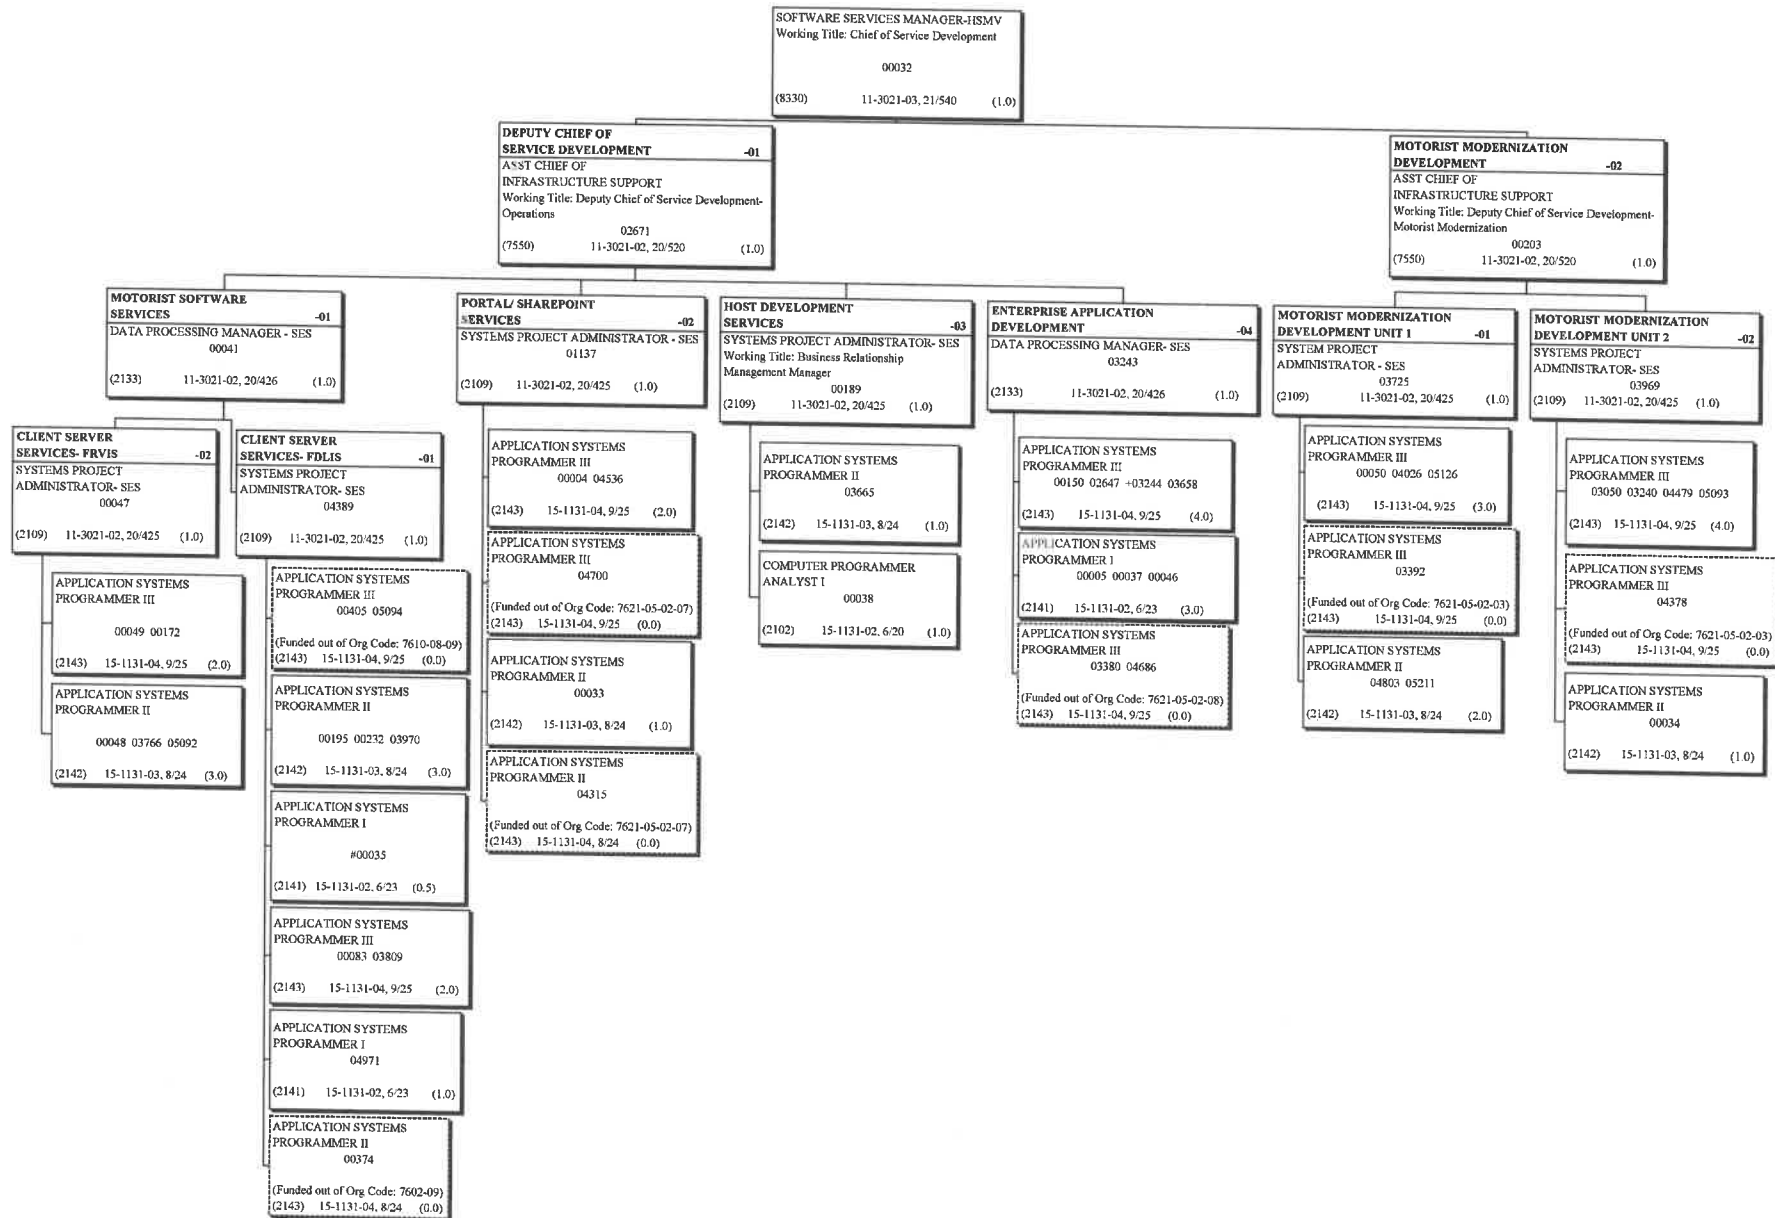 SOFTWARE SERVICES MANAGER-HSMV
Working Title: Chief of Service Development
00032
(8330) 11-3021-03, 21/540 (1.0)
DEPUTY CHIEF OF
SERVICE DEVELOPMENT -01
ASST CHIEF OF
INFRASTRUCTURE SUPPORT
Working Title: Deputy Chief of Service Development-
Operations
02671
(7550) 11-3021-02, 20/520 (1.0)
MOTORIST MODERNIZATION
DEVELOPMENT -02
ASST CHIEF OF
INFRASTRUCTURE SUPPORT
Working Title: Deputy Chief of Service Development-
Motorist Modernization
00203
(7550) 11-3021-02, 20/520 (1.0)
MOTORIST SOFTWARE
SERVICES -01
DATA PROCESSING MANAGER - SES
00041
(2133) 11-3021-02, 20/426 (1.0)
PORTAL/ SHAREPOINT
SERVICES -02
SYSTEMS PROJECT ADMINISTRATOR - SES
01137
(2109) 11-3021-02, 20/425 (1.0)
HOST DEVELOPMENT
SERVICES -03
SYSTEMS PROJECT ADMINISTRATOR- SES
Working Title: Business Relationship
Management Manager
00189
(2109) 11-3021-02, 20/425 (1.0)
ENTERPRISE APPLICATION
DEVELOPMENT -04
DATA PROCESSING MANAGER- SES
03243
(2133) 11-3021-02, 20/426 (1.0)
MOTORIST MODERNIZATION
DEVELOPMENT UNIT 1 -01
SYSTEM PROJECT
ADMINISTRATOR - SES
03725
(2109) 11-3021-02, 20/425 (1.0)
MOTORIST MODERNIZATION
DEVELOPMENT UNIT 2 -02
SYSTEMS PROJECT
ADMINISTRATOR- SES
03969
(2109) 11-3021-02, 20/425 (1.0)
CLIENT SERVER
SERVICES- FRVIS -02
SYSTEMS PROJECT
ADMINISTRATOR- SES
00047
(2109) 11-3021-02, 20/425 (1.0)
APPLICATION SYSTEMS
PROGRAMMER III
00049 00172
(2143) 15-1131-04, 9/25 (2.0)
APPLICATION SYSTEMS
PROGRAMMER II
00048 03766 05092
(2142) 15-1131-03, 8/24 (3.0)
CLIENT SERVER
SERVICES- FDLIS -01
SYSTEMS PROJECT
ADMINISTRATOR- SES
04389
(2109) 11-3021-02, 20/425 (1.0)
APPLICATION SYSTEMS
PROGRAMMER III
00405 05094
(Funded out of Org Code: 7610-08-09)
(2143) 15-1131-04, 9/25 (0.0)
APPLICATION SYSTEMS
PROGRAMMER II
00195 00232 03970
(2142) 15-1131-03, 8/24 (3.0)
APPLICATION SYSTEMS
PROGRAMMER I
#00035
(2141) 15-1131-02, 6/23 (0.5)
APPLICATION SYSTEMS
PROGRAMMER III
00083 03809
(2143) 15-1131-04, 9/25 (2.0)
APPLICATION SYSTEMS
PROGRAMMER I
04971
(2141) 15-1131-02, 6/23 (1.0)
APPLICATION SYSTEMS
PROGRAMMER II
00374
(Funded out of Org Code: 7602-09)
(2143) 15-1131-04, 8/24 (0.0)
APPLICATION SYSTEMS
PROGRAMMER III
00004 04536
(2143) 15-1131-04, 9/25 (2.0)
APPLICATION SYSTEMS
PROGRAMMER III
04700
(Funded out of Org Code: 7621-05-02-07)
(2143) 15-1131-04, 9/25 (0.0)
APPLICATION SYSTEMS
PROGRAMMER II
00033
(2142) 15-1131-03, 8/24 (1.0)
APPLICATION SYSTEMS
PROGRAMMER II
04315
(Funded out of Org Code: 7621-05-02-07)
(2143) 15-1131-04, 8/24 (0.0)
APPLICATION SYSTEMS
PROGRAMMER II
03665
(2142) 15-1131-03, 8/24 (1.0)
COMPUTER PROGRAMMER
ANALYST I
00038
(2102) 15-1131-02, 6/20 (1.0)
APPLICATION SYSTEMS
PROGRAMMER III
00150 02647 +03244 03658
(2143) 15-1131-04, 9/25 (4.0)
APPLICATION SYSTEMS
PROGRAMMER I
00005 00037 00046
(2141) 15-1131-02, 6/23 (3.0)
APPLICATION SYSTEMS
PROGRAMMER III
03380 04686
(Funded out of Org Code: 7621-05-02-08)
(2143) 15-1131-04, 9/25 (0.0)
APPLICATION SYSTEMS
PROGRAMMER III
00050 04026 05126
(2143) 15-1131-04, 9/25 (3.0)
APPLICATION SYSTEMS
PROGRAMMER III
03392
(Funded out of Org Code: 7621-05-02-03)
(2143) 15-1131-04, 9/25 (0.0)
APPLICATION SYSTEMS
PROGRAMMER II
04803 05211
(2142) 15-1131-03, 8/24 (2.0)
APPLICATION SYSTEMS
PROGRAMMER III
03050 03240 04479 05093
(2143) 15-1131-04, 9/25 (4.0)
APPLICATION SYSTEMS
PROGRAMMER III
04378
(Funded out of Org Code: 7621-05-02-03)
(2143) 15-1131-04, 9/25 (0.0)
APPLICATION SYSTEMS
PROGRAMMER II
00034
(2142) 15-1131-03, 8/24 (1.0)